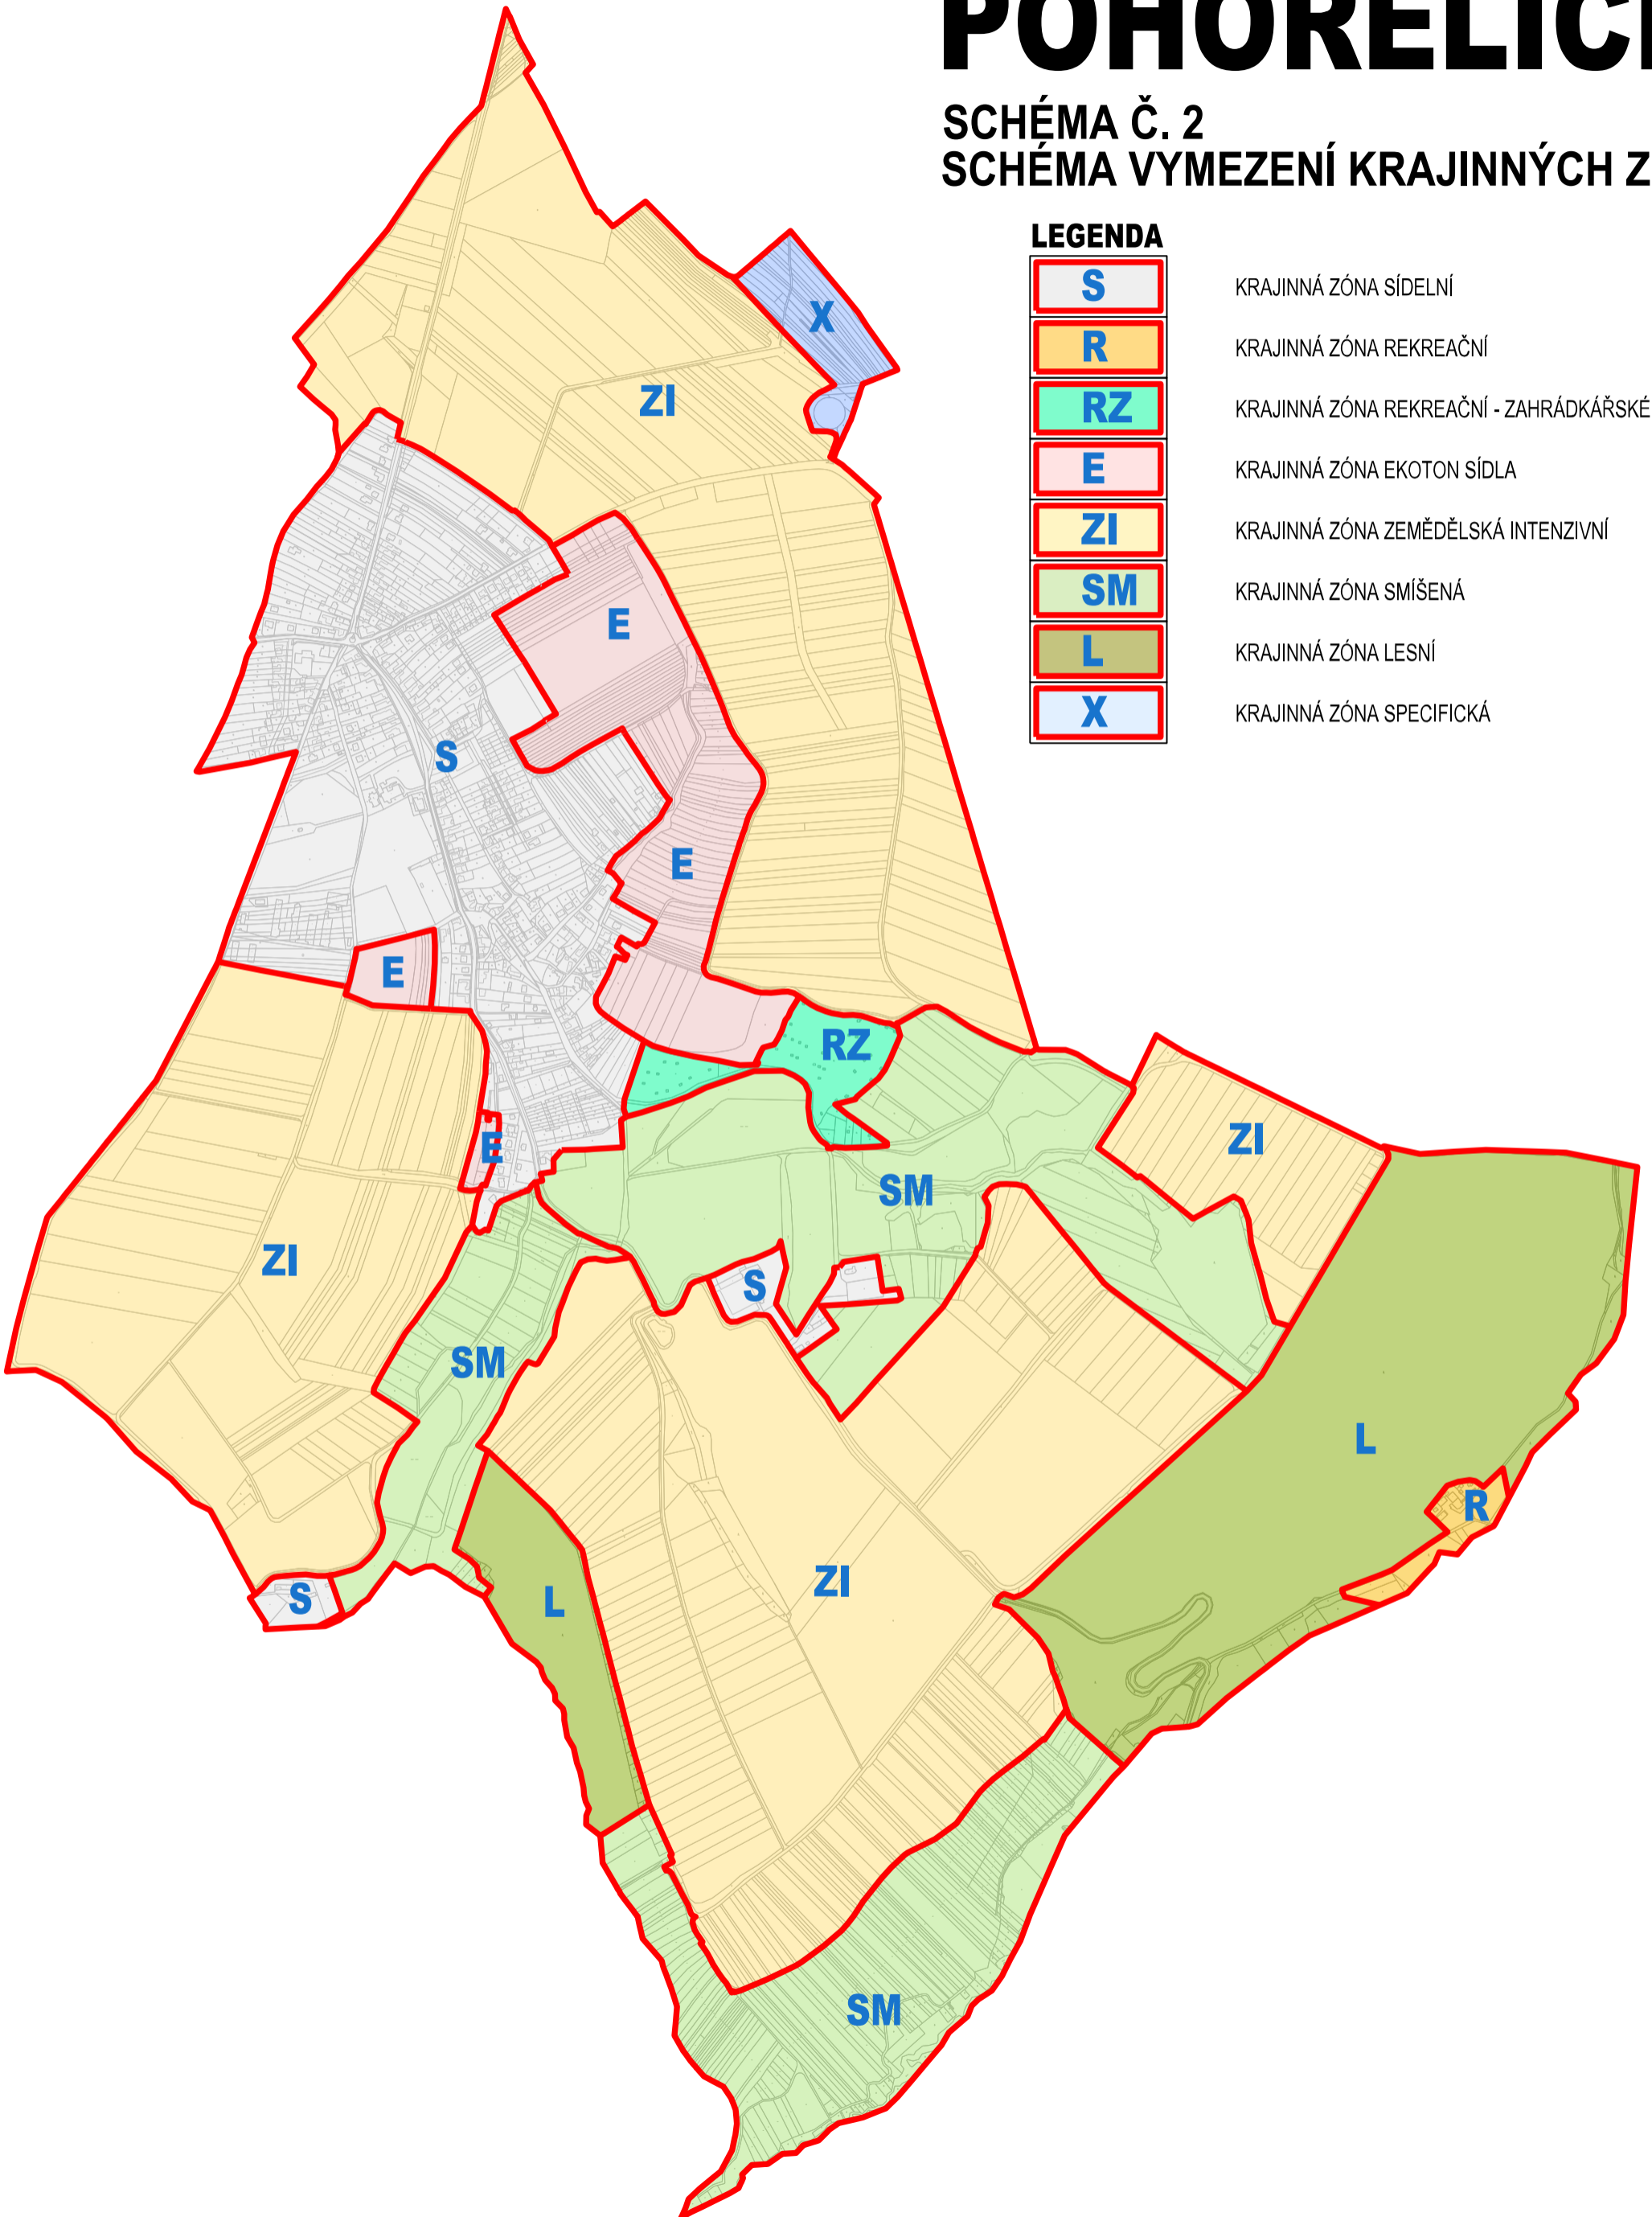 SCHÉMA Č. 2
SCHÉMA VYMEZENÍ KRAJINNÝCH Z
LEGENDA
S KRAJINNÁ ZÓNA SÍDELNÍ
R KRAJINNÁ ZÓNA REKREAČNÍ
RZ KRAJINNÁ ZÓNA REKREAČNÍ - ZAHRÁDKÁŘSKÉ
E KRAJINNÁ ZÓNA EKOTON SÍDLA
ZI KRAJINNÁ ZÓNA ZEMĚDĚLSKÁ INTENZIVNÍ
SM KRAJINNÁ ZÓNA SMÍŠENÁ
L KRAJINNÁ ZÓNA LESNÍ
X KRAJINNÁ ZÓNA SPECIFICKÁ
X
ZI
E
S
E
E
RZ
E
ZI
SM
ZI
S
SM
L
R
ZI
S
L
SM